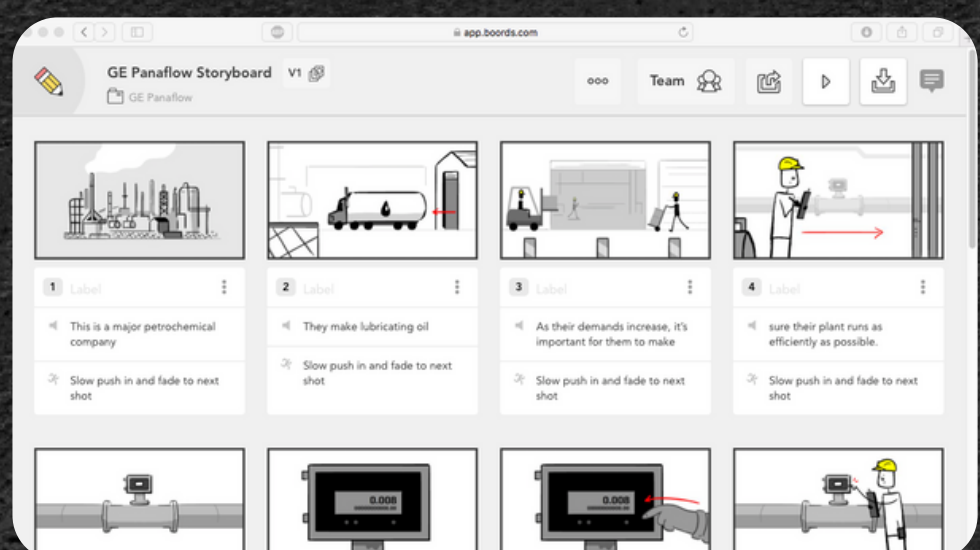 app.boords.com
GE Panaflow Storyboard V1
GE Panaflow
ooo
Team
1 Label
This is a major petrochemical
company
Slow push in and fade to next
shot
2 Label
They make lubricating oil
Slow push in and fade to next
shot
3 Label
As their demands increase, it's
important for them to make
Slow push in and fade to next
shot
4 Label
sure their plant runs as
efficiently as possible.
Slow push in and fade to next
shot
0.008
0.008